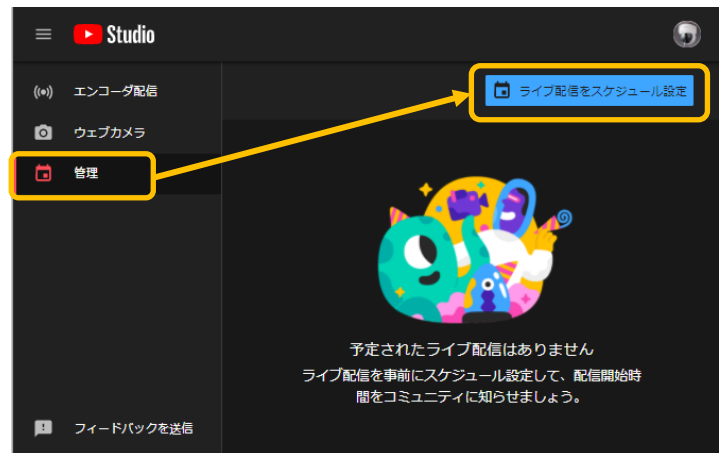 Studio
エンコーダ配信
ライブ配信をスケジュール設定
ウェブカメラ
管理
予定されたライブ配信はありません
ライブ配信を事前にスケジュール設定して、配信開始時
間をコミュニティに知らせましょう。
フィードバックを送信